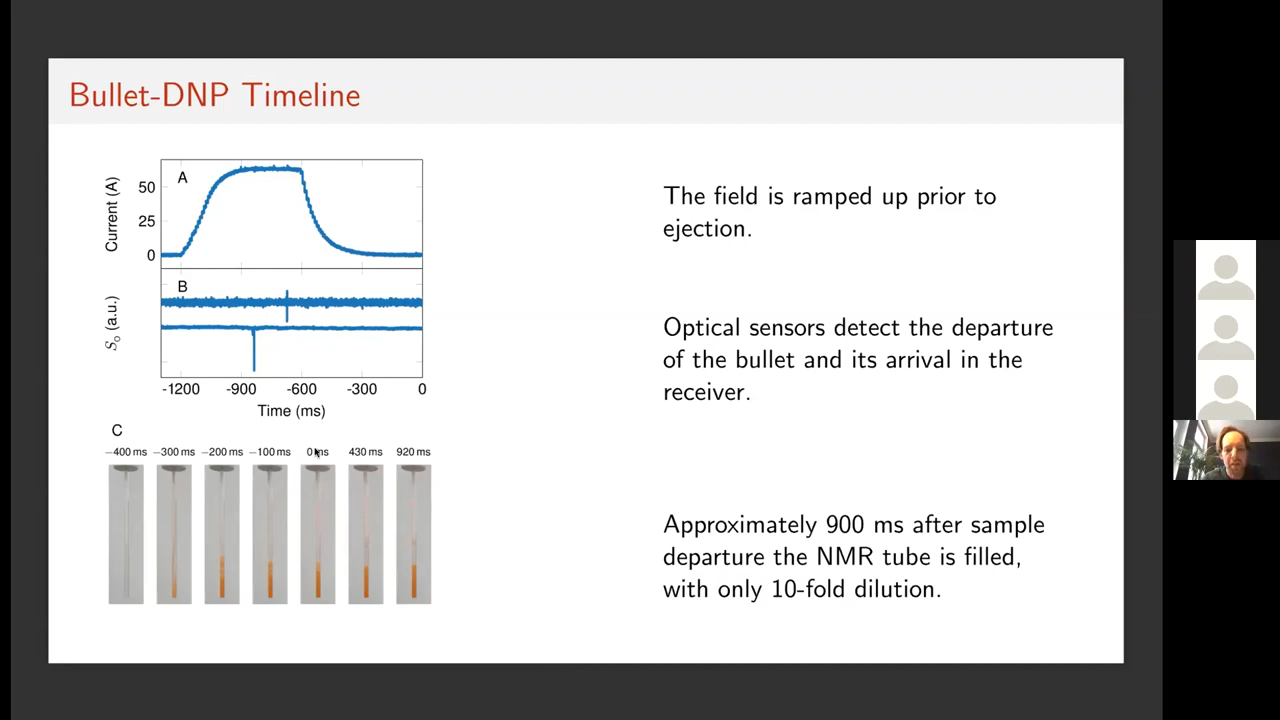 Bullet-DNP Timeline
A
Current (A)
50
25
0
B
So (a.u.)
-1200 -900 -600 -300 0
Time (ms)
C
−400 ms −300 ms −200 ms −100 ms 0 ms 430 ms 920 ms
The field is ramped up prior to
ejection.
Optical sensors detect the departure
of the bullet and its arrival in the
receiver.
Approximately 900 ms after sample
departure the NMR tube is filled,
with only 10-fold dilution.